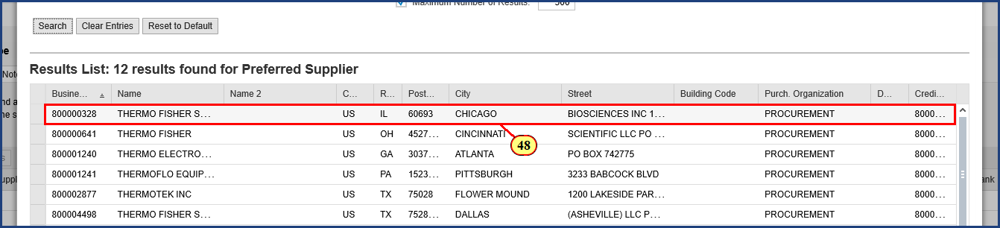 Maximum Number of Results: 500
Search Clear Entries Reset to Default
Results List: 12 results found for Preferred Supplier
Busine... Name Name 2 C... R... Post... City Street Building Code Purch. Organization D... Credi...
800000328 THERMO FISHER S... US IL 60693 CHICAGO BIOSCIENCES INC 1... PROCUREMENT 8000...
800000641 THERMO FISHER US OH 4527... CINCINNATI SCIENTIFIC LLC PO ... PROCUREMENT 8000...
48
800001240 THERMO ELECTRO... US GA 3037... ATLANTA PO BOX 742775 PROCUREMENT 8000...
800001241 THERMOFLO EQUIP... US PA 1523... PITTSBURGH 3233 BABCOCK BLVD PROCUREMENT 8000...
800002877 THERMOTEK INC US TX 75028 FLOWER MOUND 1200 LAKESIDE PAR... PROCUREMENT 8000...
800004498 THERMO FISHER S... US TX 7528... DALLAS (ASHEVILLE) LLC P... PROCUREMENT 8000...